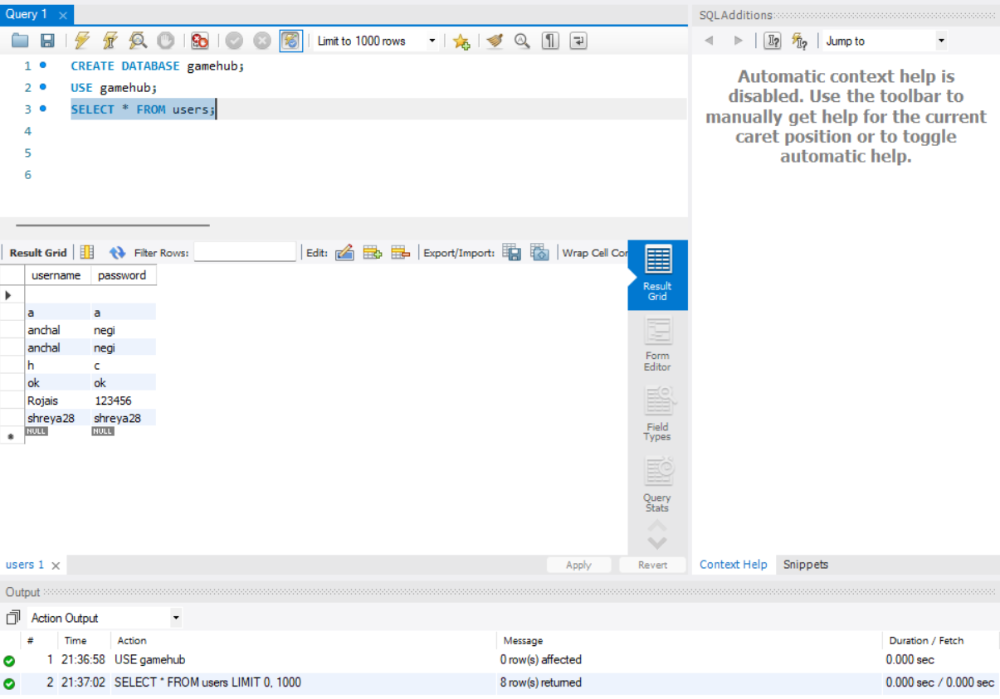 Query 1
SQLAdditions
Limit to 1000 rows
Jump to
1 CREATE DATABASE gamehub;
2 USE gamehub;
3 SELECT * FROM users;
4
5
6
Automatic context help is
disabled. Use the toolbar to
manually get help for the current
caret position or to toggle
automatic help.
Result Grid Filter Rows: Edit: Export/Import: Wrap Cell Cor
username password
a a
anchal negi
anchal negi
h c
ok ok
Rojais 123456
shreya28 shreya28
NULL NULL
Result
Grid
Form
Editor
Field
Types
Query
Stats
users 1 Apply Revert
Context Help Snippets
Output
Action Output
# Time Action Message Duration / Fetch
1 21:36:58 USE gamehub 0 row(s) affected 0.000 sec
2 21:37:02 SELECT * FROM users LIMIT 0, 1000 8 row(s) returned 0.000 sec / 0.000 sec